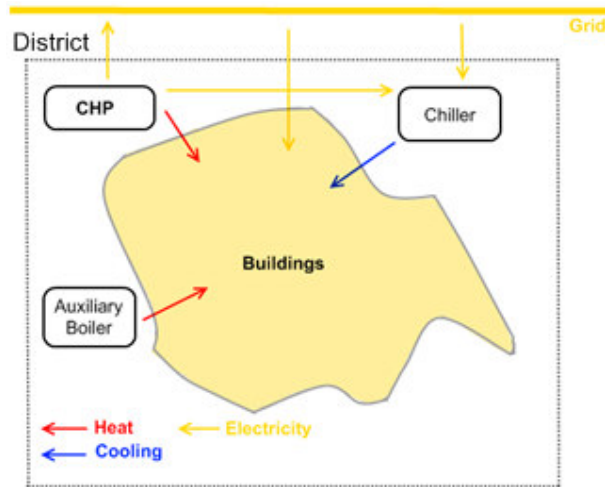 Grid
District
CHP
Chiller
Buildings
Auxiliary
Boiler
Heat
Electricity
Cooling